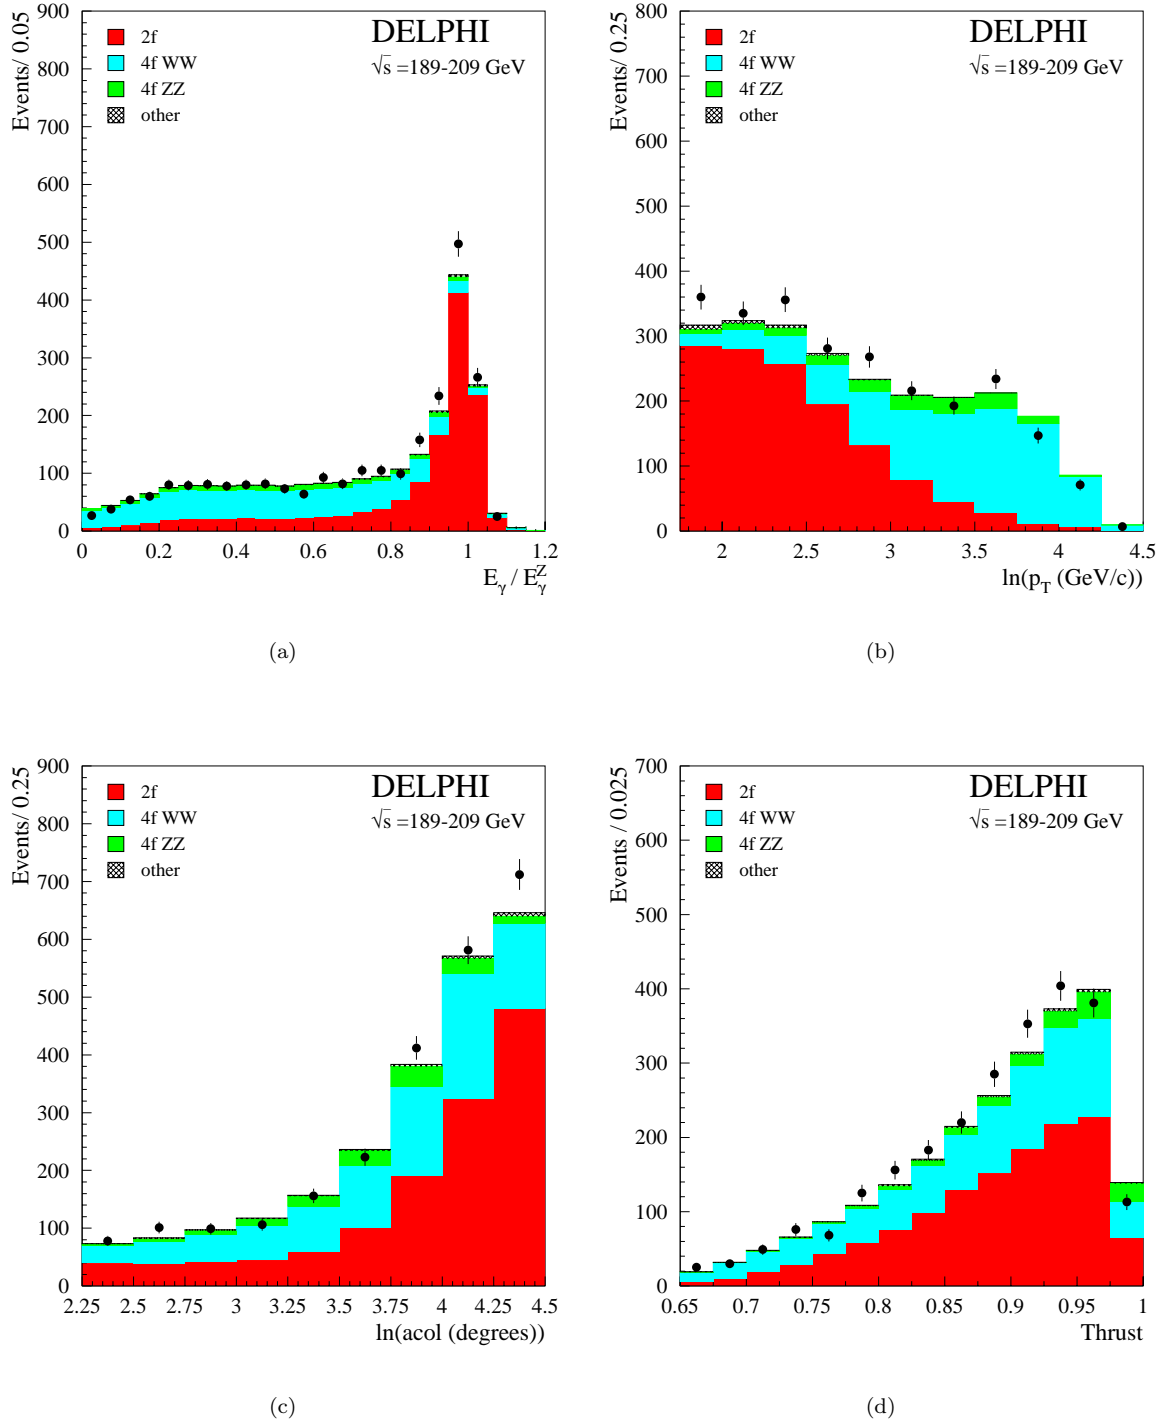 Events/ 0.05
900
800
700
600
500
400
300
200
100
0
DELPHI
√s =189-209 GeV
2f
4f WW
4f ZZ
other
0 0.2 0.4 0.6 0.8 1 1.2
E_γ / E_γ^Z
(a)
Events/ 0.25
800
700
600
500
400
300
200
100
0
DELPHI
√s =189-209 GeV
2f
4f WW
4f ZZ
other
2 2.5 3 3.5 4 4.5
ln(p_T (GeV/c))
(b)
Events/ 0.25
900
800
700
600
500
400
300
200
100
0
DELPHI
√s =189-209 GeV
2f
4f WW
4f ZZ
other
2.25 2.5 2.75 3 3.25 3.5 3.75 4 4.25 4.5
ln(acol (degrees))
(c)
Events / 0.025
700
600
500
400
300
200
100
0
DELPHI
√s =189-209 GeV
2f
4f WW
4f ZZ
other
0.65 0.7 0.75 0.8 0.85 0.9 0.95 1
Thrust
(d)